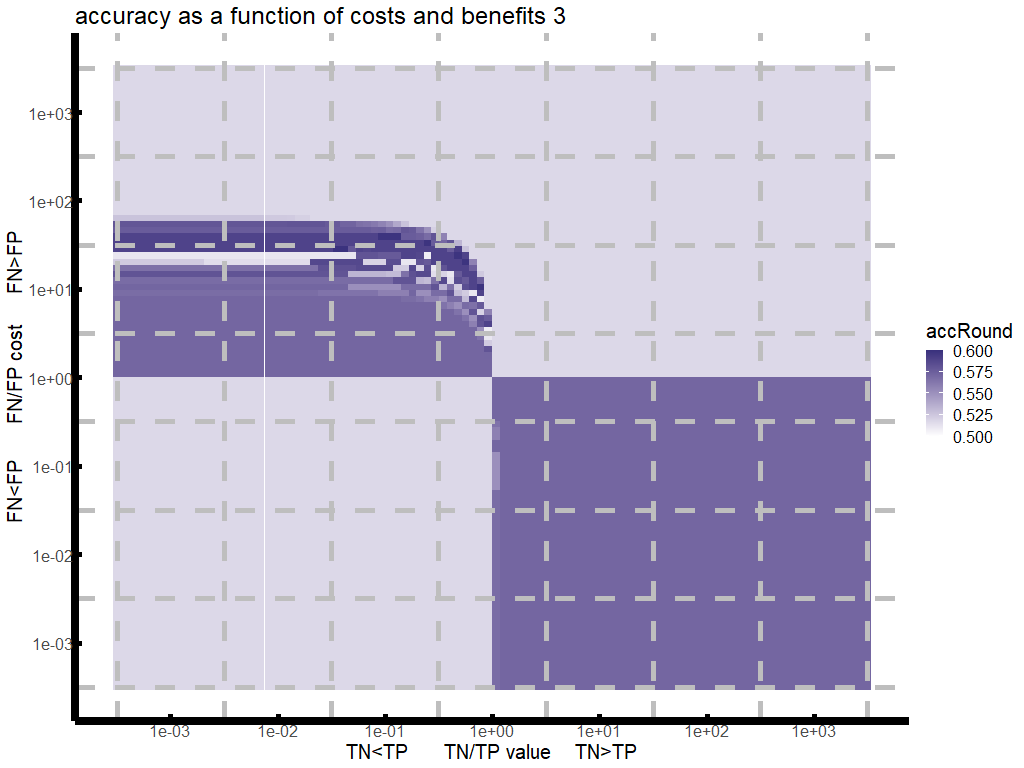 accuracy as a function of costs and benefits 3
1e+03
1e+02
1e+01
1e+00
1e-01
1e-02
1e-03
FN<FP FN/FP cost FN>FP
1e-03 1e-02 1e-01 1e+00 1e+01 1e+02 1e+03
TN<TP TN/TP value TN>TP
accRound
0.600
0.575
0.550
0.525
0.500